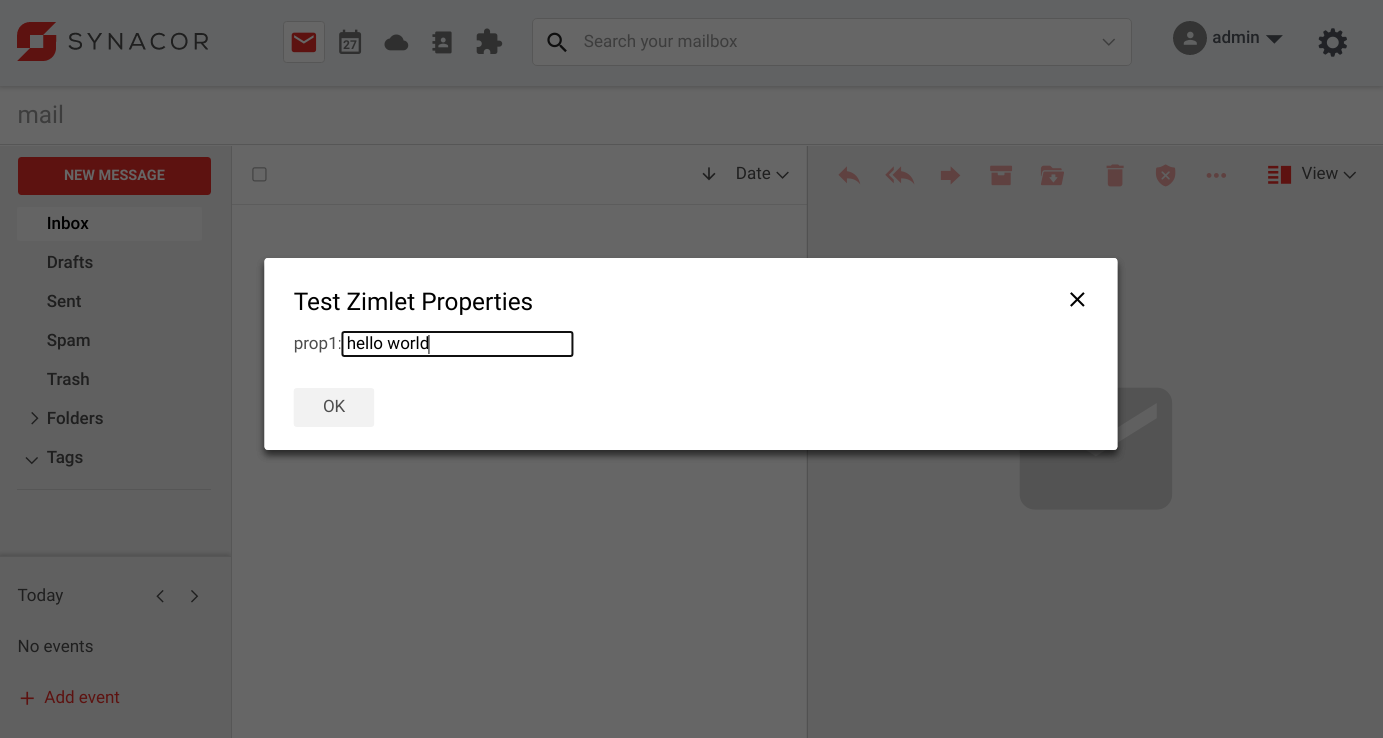 SYNACOR
27
Search your mailbox
admin
mail
NEW MESSAGE
Date
View
Inbox
Drafts
Sent
Spam
Trash
Folders
Tags
Test Zimlet Properties
prop1:
hello world
OK
Today
No events
+ Add event